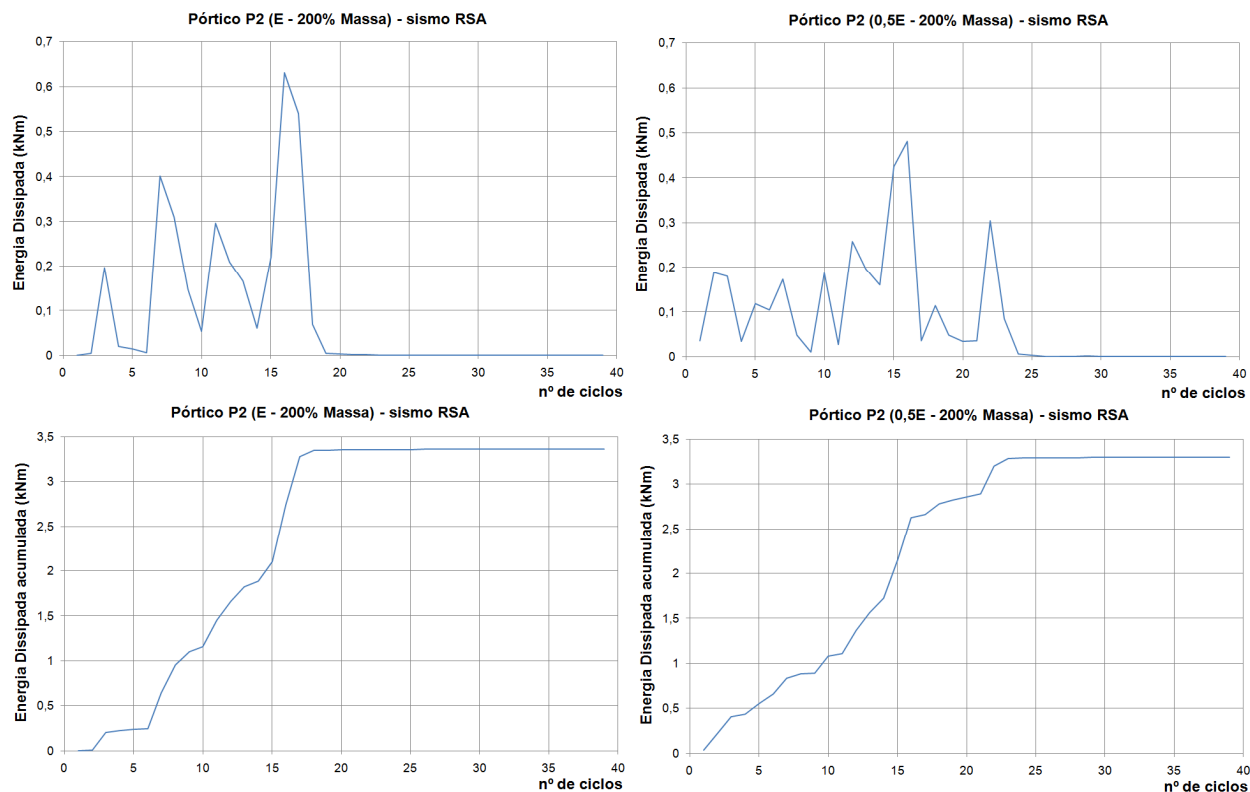 Pórtico P2 (E - 200% Massa) - sismo RSA
Energia Dissipada (kNm)
0,7
0,6
0,5
0,4
0,3
0,2
0,1
0
0 5 10 15 20 25 30 35 40
nº de ciclos
Pórtico P2 (0,5E - 200% Massa) - sismo RSA
Energia Dissipada (kNm)
0,7
0,6
0,5
0,4
0,3
0,2
0,1
0
0 5 10 15 20 25 30 35 40
nº de ciclos
Pórtico P2 (E - 200% Massa) - sismo RSA
Energia Dissipada acumulada (kNm)
3,5
3
2,5
2
1,5
1
0,5
0
0 5 10 15 20 25 30 35 40
nº de ciclos
Pórtico P2 (0,5E - 200% Massa) - sismo RSA
Energia Dissipada acumulada (kNm)
3,5
3
2,5
2
1,5
1
0,5
0
0 5 10 15 20 25 30 35 40
nº de ciclos